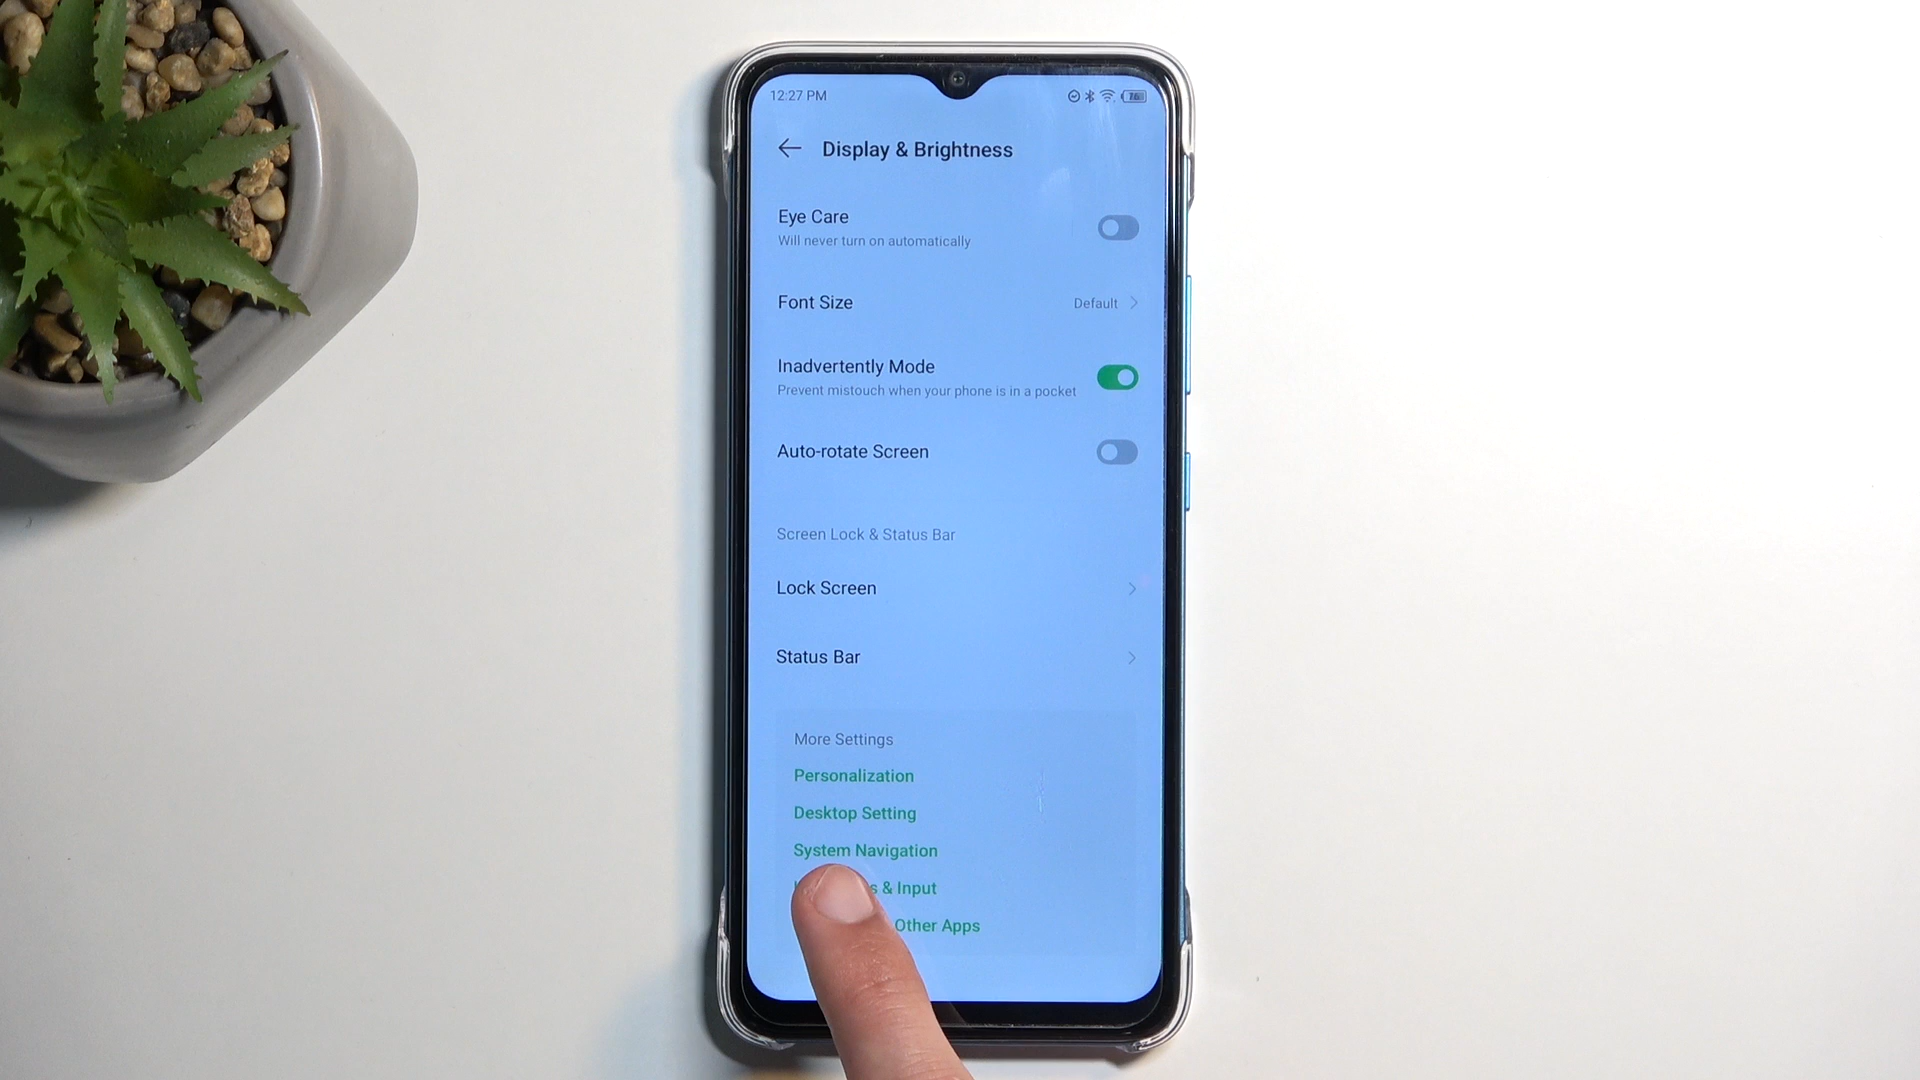 12:27 PM
76
Display & Brightness
Eye Care
Will never turn on automatically
Font Size
Default
Inadvertently Mode
Prevent mistouch when your phone is in a pocket
Auto-rotate Screen
Screen Lock & Status Bar
Lock Screen
Status Bar
More Settings
Personalization
Desktop Setting
System Navigation
& Input
Other Apps